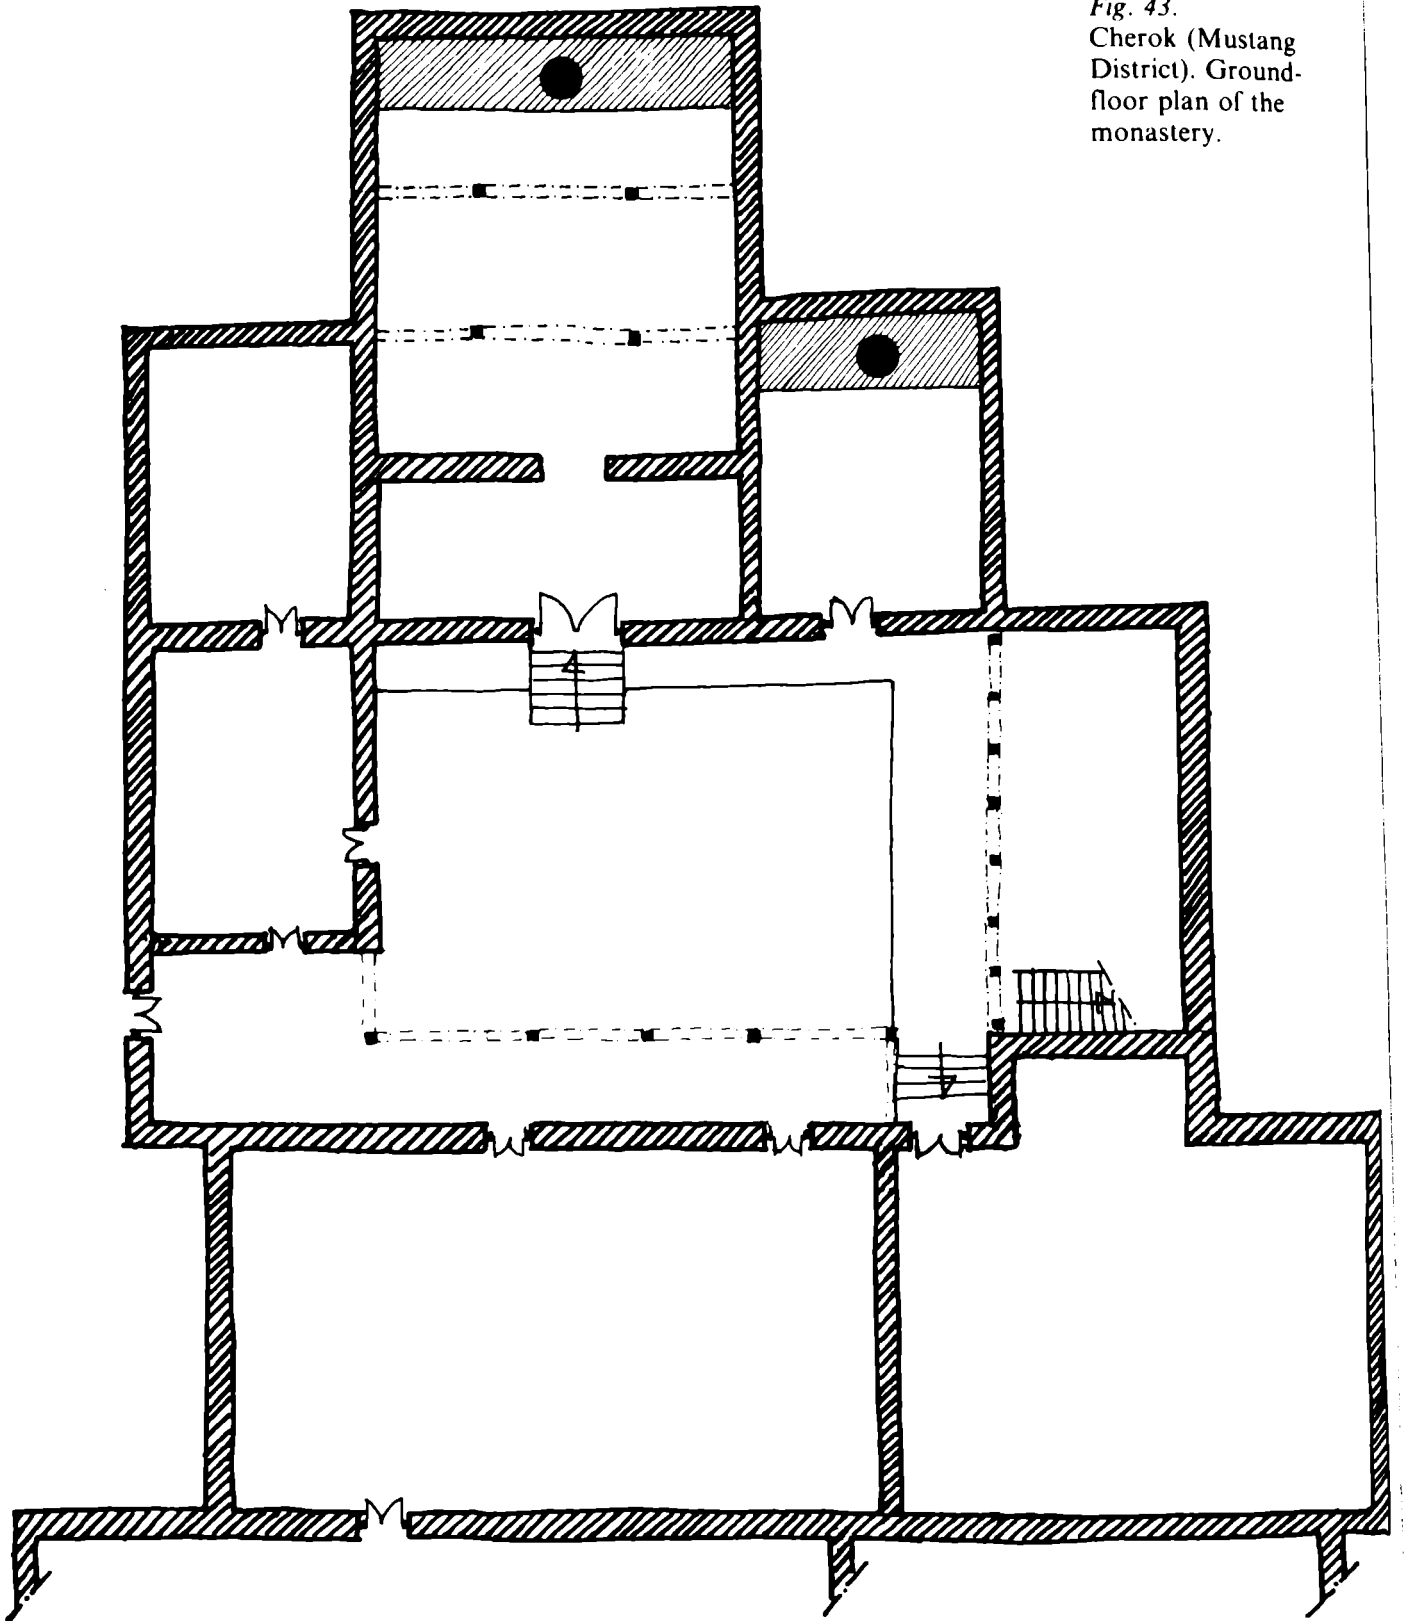 Fig. 43.
Cherok (Mustang
District). Ground-
floor plan of the
monastery.